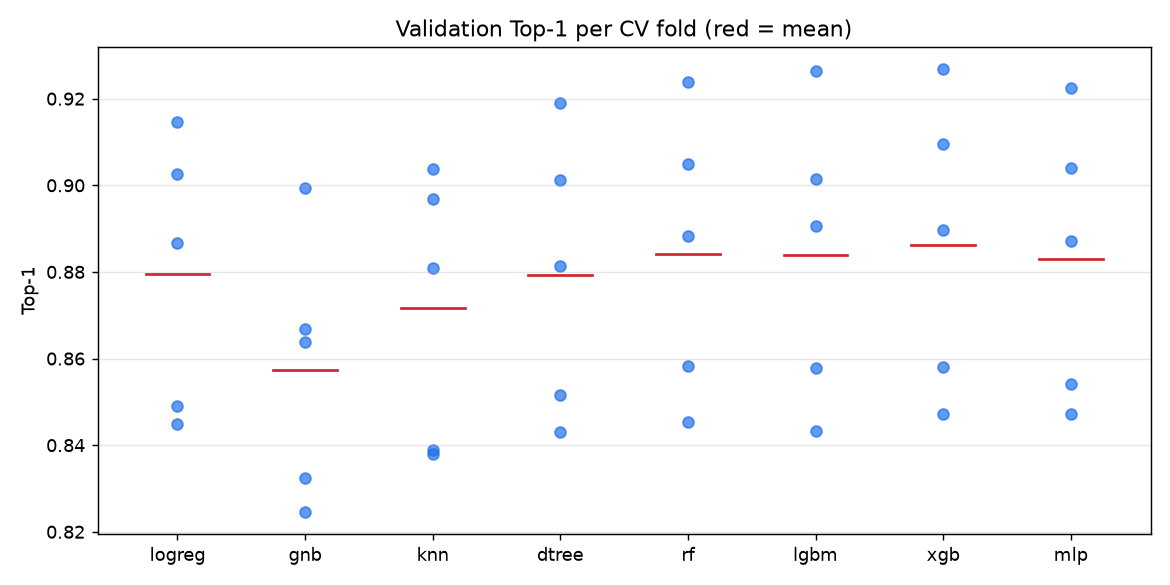 Validation Top-1 per CV fold (red = mean)
Top-1
0.92
0.90
0.88
0.86
0.84
0.82
logreg gnb knn dtree rf lgbm xgb mlp